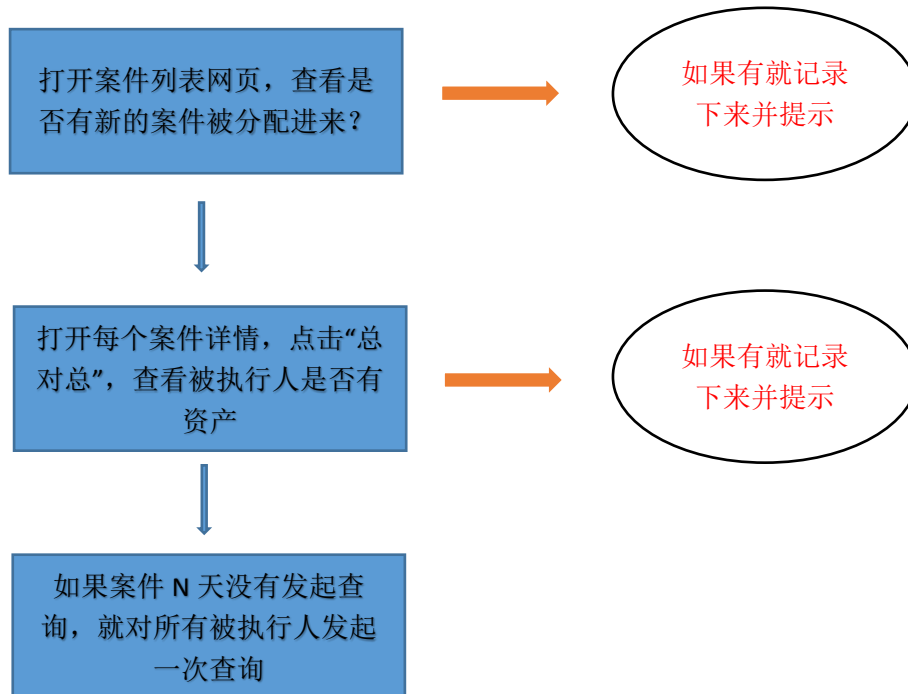 打开案件列表网页，查看是
否有新的案件被分配进来？
如果有就记录
下来并提示
打开每个案件详情，点击“总
对总”，查看被执行人是否有
资产
如果有就记录
下来并提示
如果案件 N 天没有发起查
询，就对所有被执行人发起
一次查询